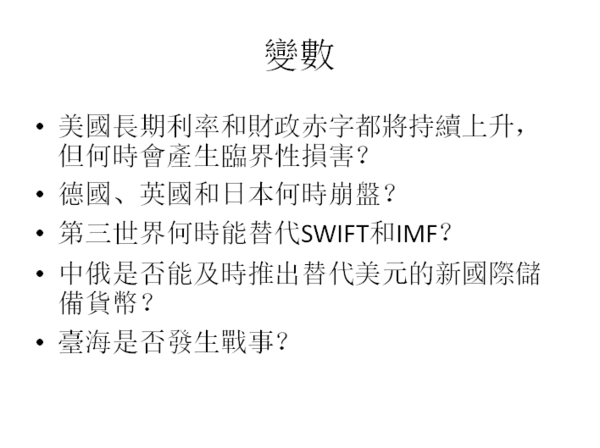 變數
• 美國長期利率和財政赤字都將持續上升，
但何時會產生臨界性損害？
• 德國、英國和日本何時崩盤？
• 第三世界何時能替代SWIFT和IMF？
• 中俄是否能及時推出替代美元的新國際儲
備貨幣？
• 臺海是否發生戰事？